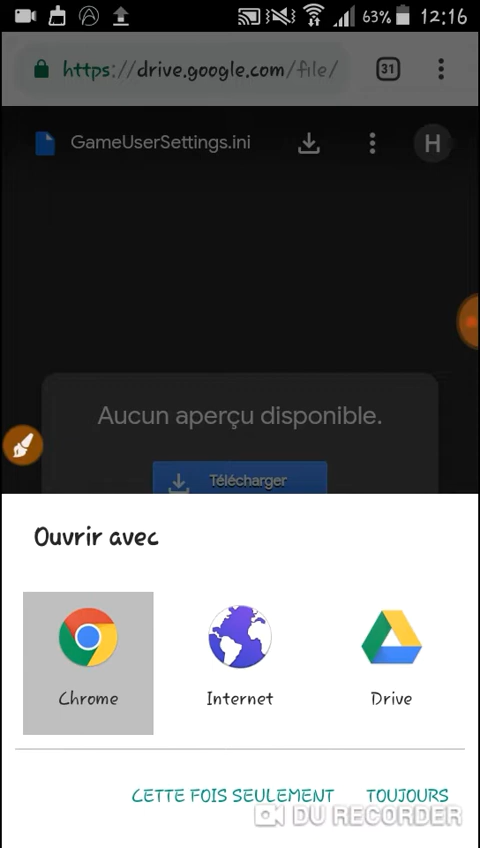 63% 12:16
https://drive.google.com/file/ 31
GameUserSettings.ini H
Aucun aperçu disponible.
Télécharger
Ouvrir avec
Chrome Internet Drive
CETTE FOIS SEULEMENT TOUJOURS
DU RECORDER